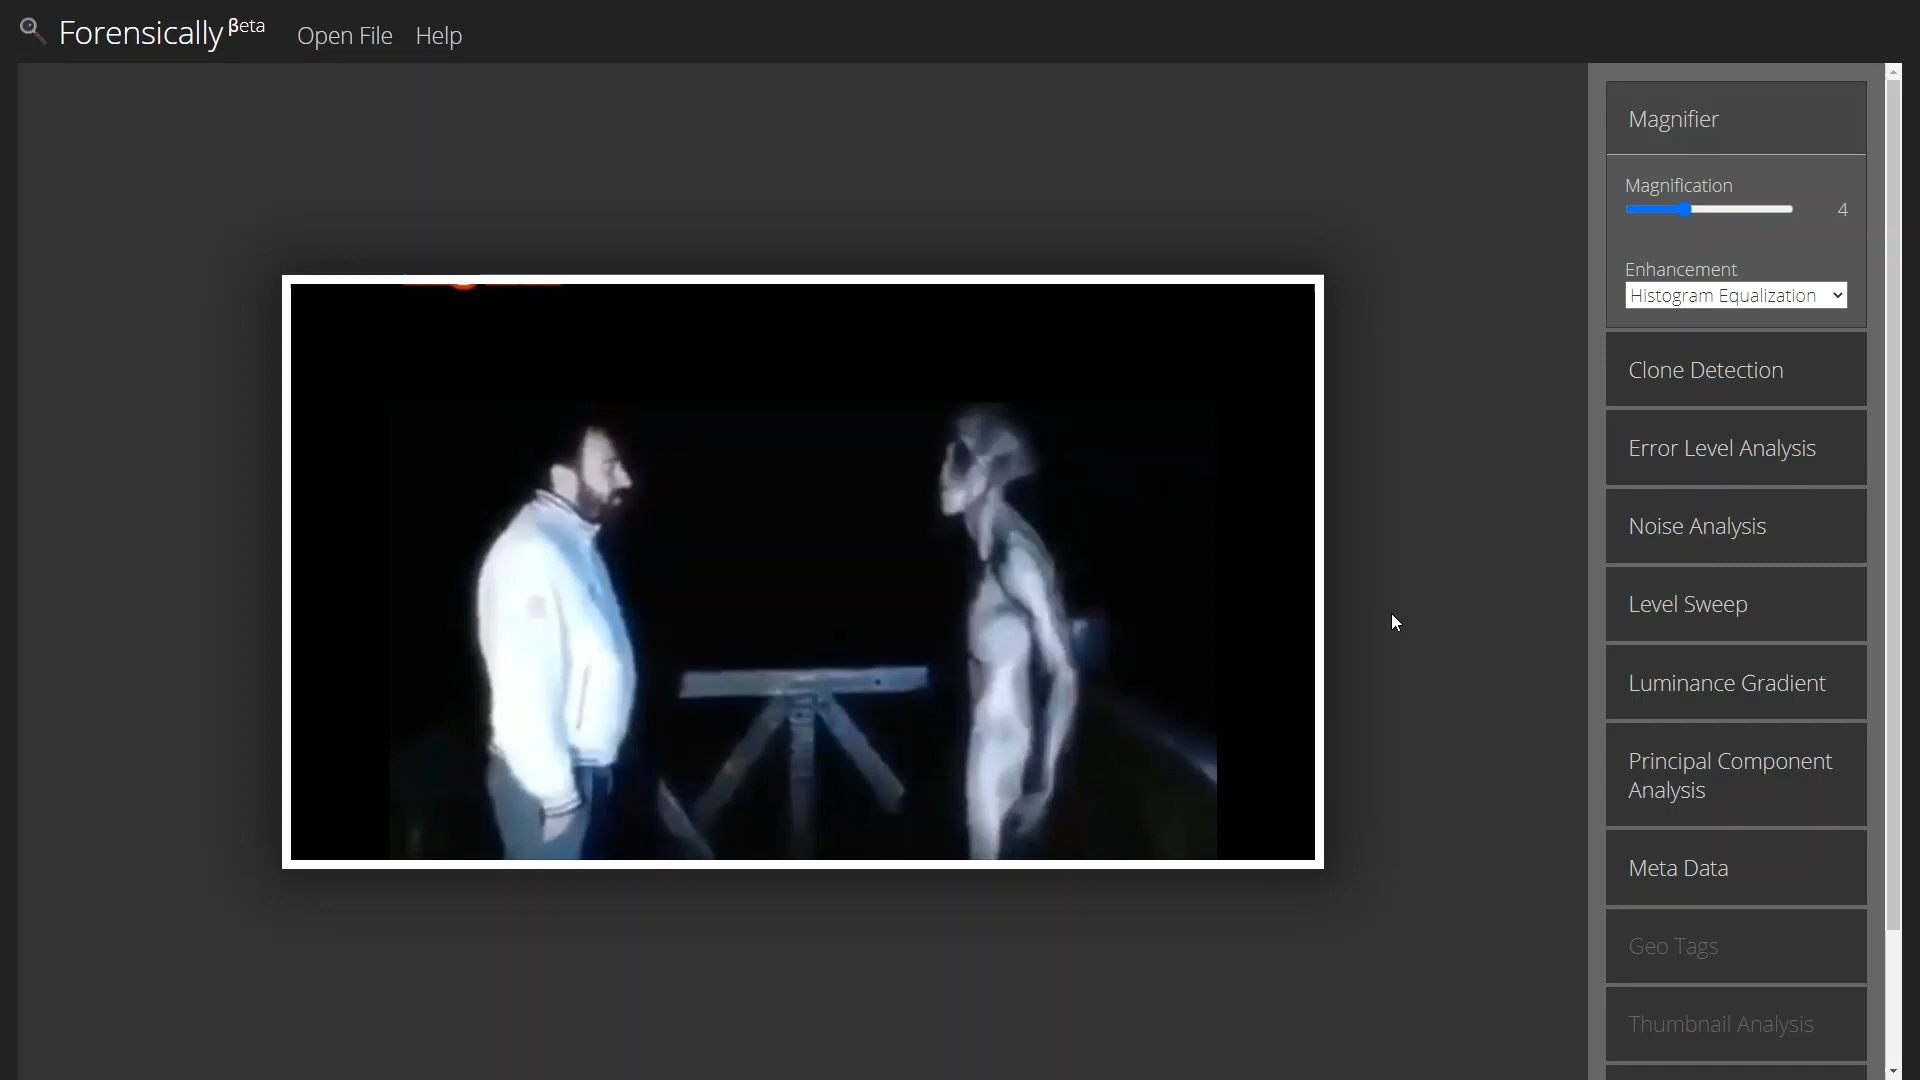 Forensically βeta
Open File
Help
Magnifier
Magnification
4
Enhancement
Histogram Equalization
Clone Detection
Error Level Analysis
Noise Analysis
Level Sweep
Luminance Gradient
Principal Component
Analysis
Meta Data
Geo Tags
Thumbnail Analysis